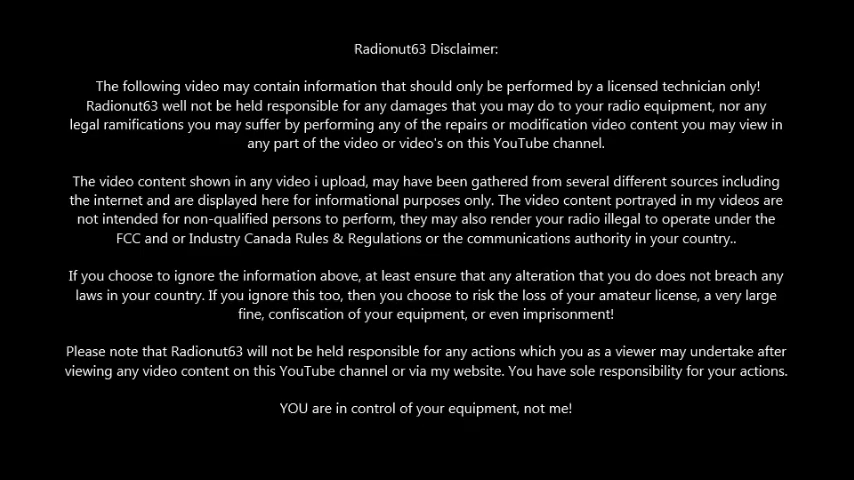 Radionut63 Disclaimer:
The following video may contain information that should only be performed by a licensed technician only!
Radionut63 well not be held responsible for any damages that you may do to your radio equipment, nor any
legal ramifications you may suffer by performing any of the repairs or modification video content you may view in
any part of the video or video's on this YouTube channel.
The video content shown in any video i upload, may have been gathered from several different sources including
the internet and are displayed here for informational purposes only. The video content portrayed in my videos are
not intended for non-qualified persons to perform, they may also render your radio illegal to operate under the
FCC and or Industry Canada Rules & Regulations or the communications authority in your country..
If you choose to ignore the information above, at least ensure that any alteration that you do does not breach any
laws in your country. If you ignore this too, then you choose to risk the loss of your amateur license, a very large
fine, confiscation of your equipment, or even imprisonment!
Please note that Radionut63 will not be held responsible for any actions which you as a viewer may undertake after
viewing any video content on this YouTube channel or via my website. You have sole responsibility for your actions.
YOU are in control of your equipment, not me!